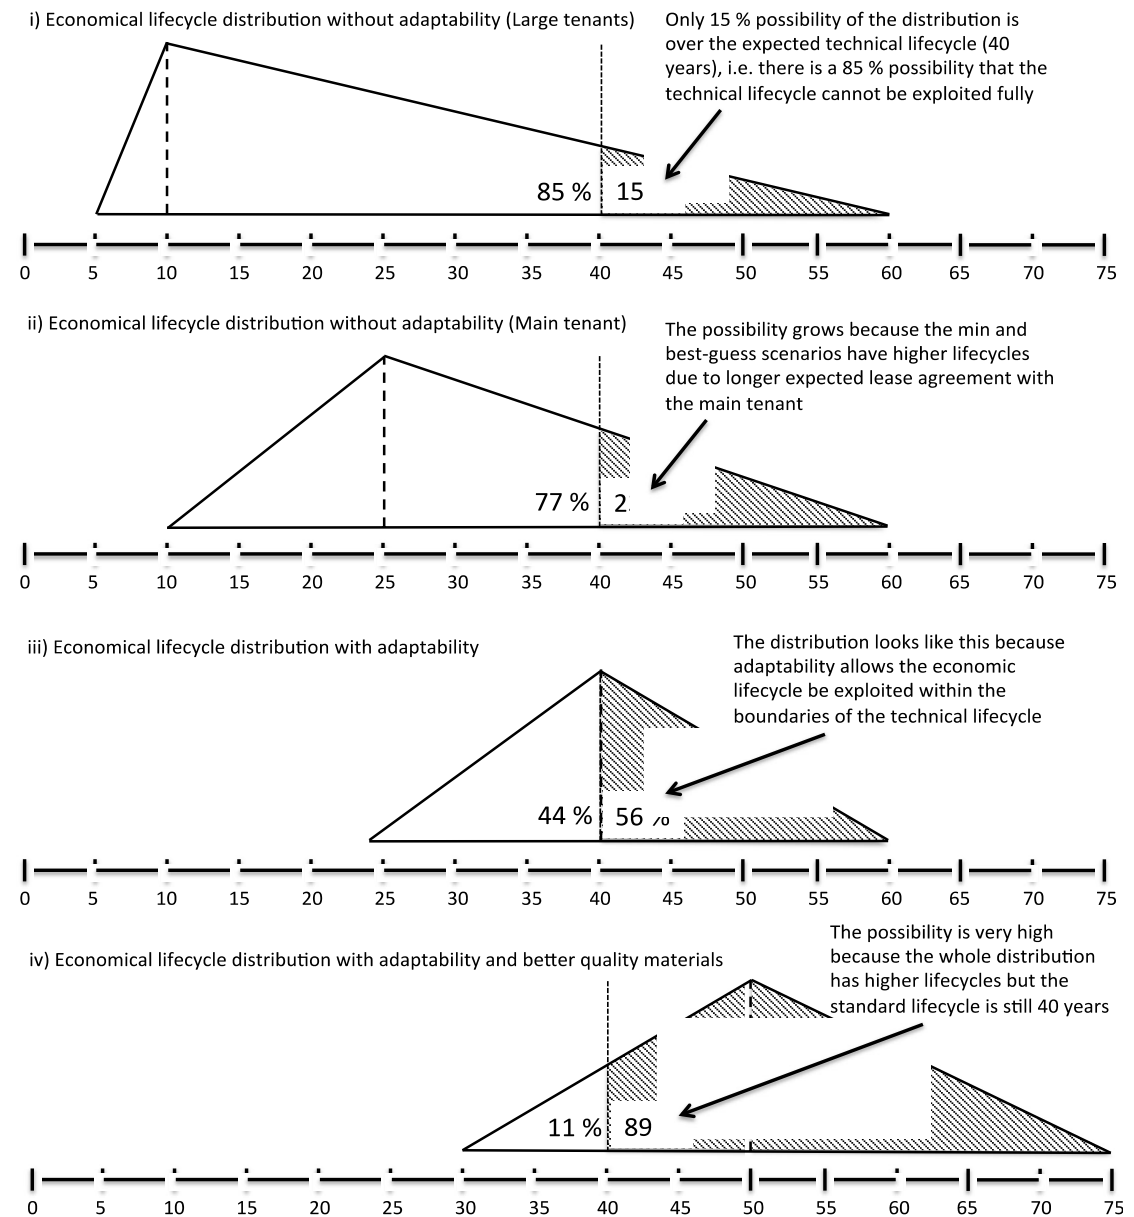 i) Economical lifecycle distribution without adaptability (Large tenants)
Only 15 % possibility of the distribution is
over the expected technical lifecycle (40
years), i.e. there is a 85 % possibility that the
technical lifecycle cannot be exploited fully
85 % 15
0 5 10 15 20 25 30 35 40 45 50 55 60 65 70 75
ii) Economical lifecycle distribution without adaptability (Main tenant)
The possibility grows because the min and
best-guess scenarios have higher lifecycles
due to longer expected lease agreement with
the main tenant
77 % 2
0 5 10 15 20 25 30 35 40 45 50 55 60 65 70 75
iii) Economical lifecycle distribution with adaptability
The distribution looks like this because
adaptability allows the economic
lifecycle be exploited within the
boundaries of the technical lifecycle
44 % 56 %
0 5 10 15 20 25 30 35 40 45 50 55 60 65 70 75
iv) Economical lifecycle distribution with adaptability and better quality materials
The possibility is very high
because the whole distribution
has higher lifecycles but the
standard lifecycle is still 40 years
11 % 89
0 5 10 15 20 25 30 35 40 45 50 55 60 65 70 75